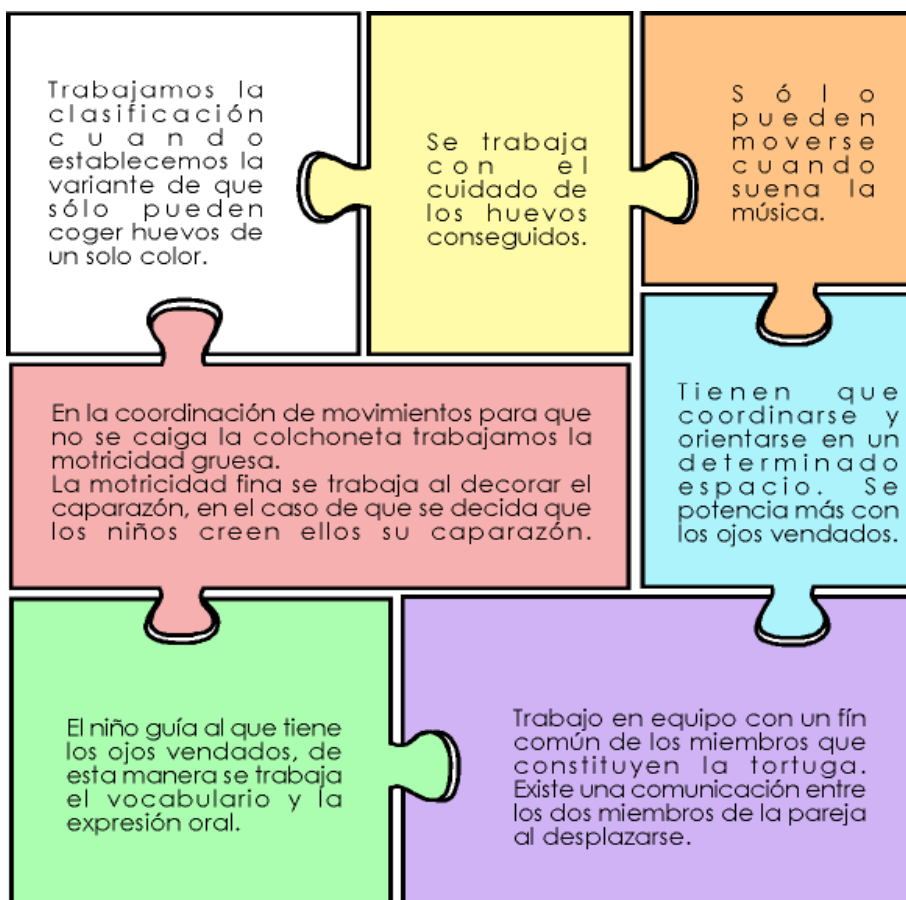 Trabajamos la
clasificación
cuando
establecemos la
variante de que
sólo pueden
coger huevos de
un solo color.
Se trabaja
con el
cuidado de
los huevos
conseguidos.
Sólo
pueden
moverse
cuando
suena la
música.
En la coordinación de movimientos para que
no se caiga la colchoneta trabajamos la
motricidad gruesa.
La motricidad fina se trabaja al decorar el
caparazón, en el caso de que se decida que
los niños creen ellos su caparazón.
Tienen que
coordinarse y
orientarse en un
determinado
espacio. Se
potencia más con
los ojos vendados.
El niño guía al que tiene
los ojos vendados, de
esta manera se trabaja
el vocabulario y la
expresión oral.
Trabajo en equipo con un fín
común de los miembros que
constituyen la tortuga.
Existe una comunicación entre
los dos miembros de la pareja
al desplazarse.